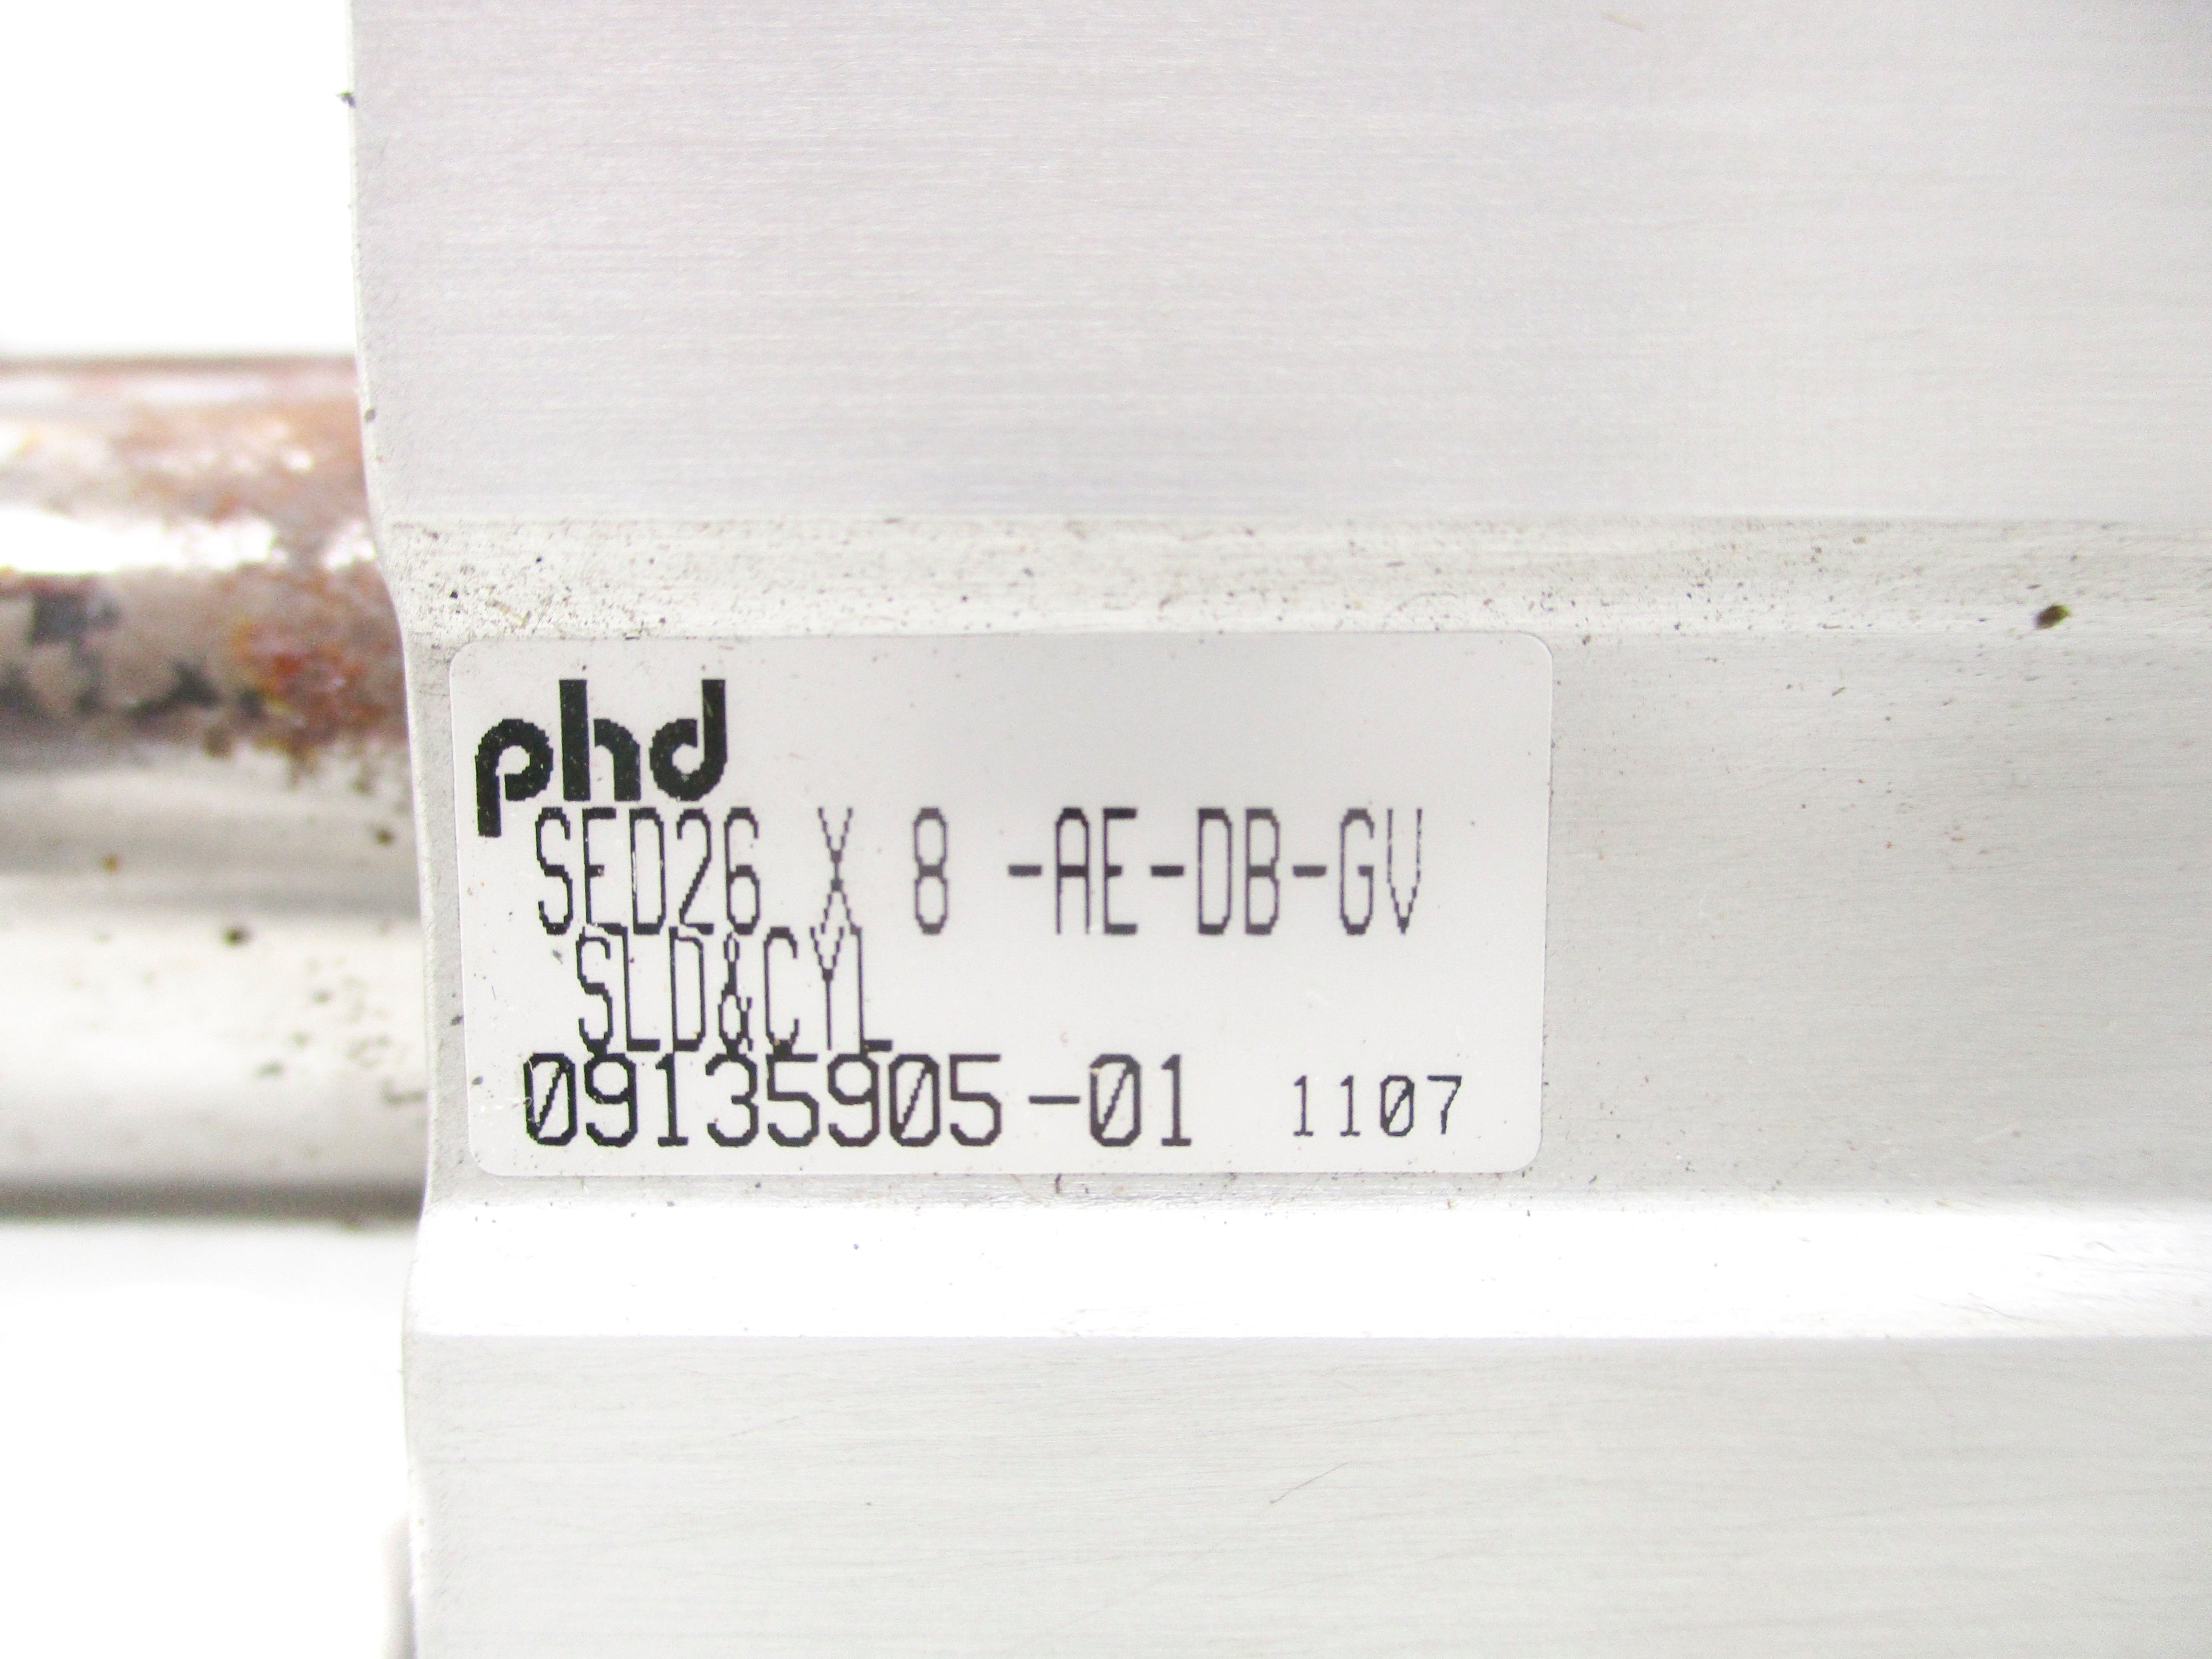 phd
SED26 X 8 -AE-DB-GV
SLD&CYL
09135905-01 1107